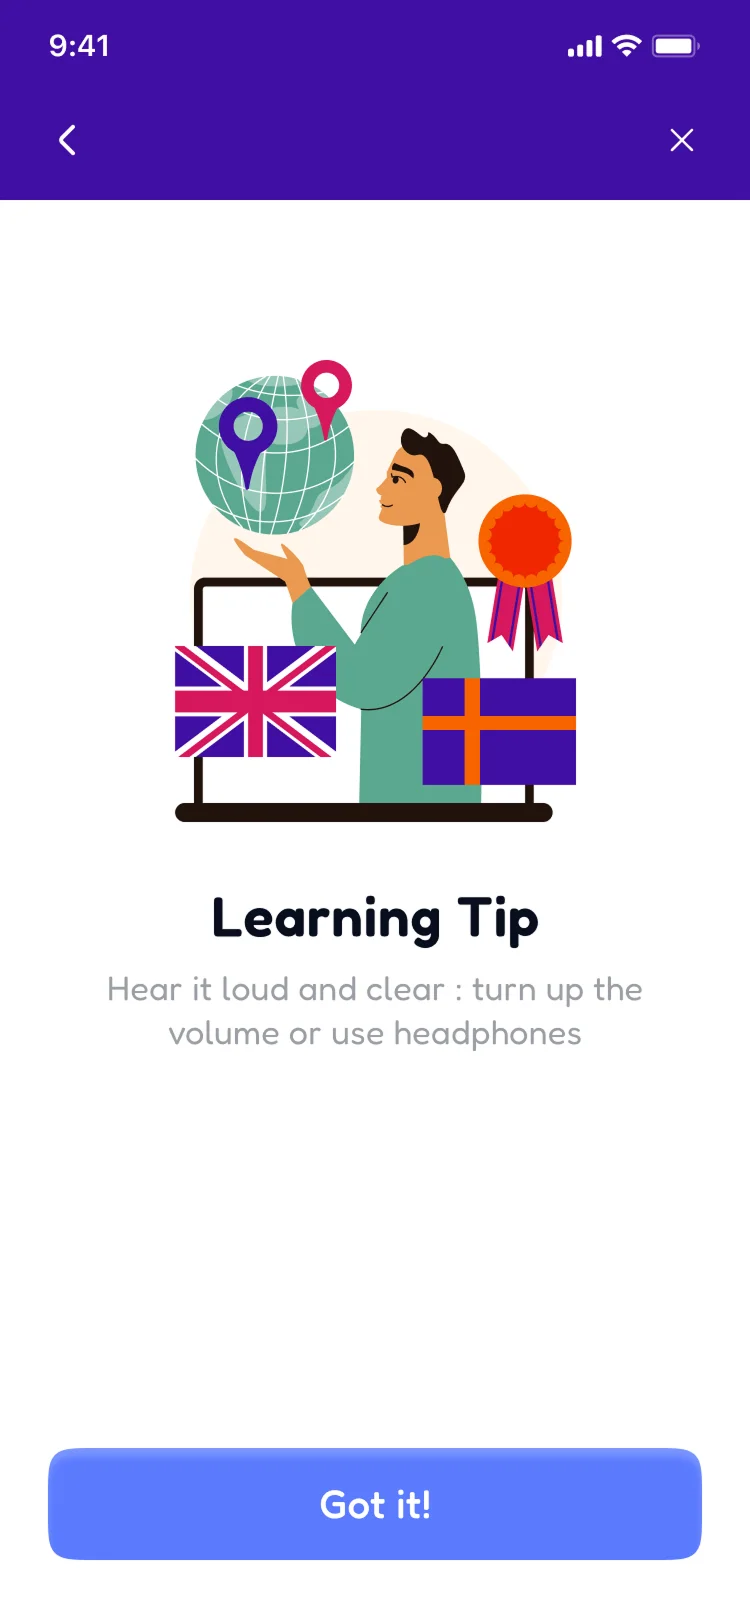 9:41
Learning Tip
Hear it loud and clear : turn up the
volume or use headphones
Got it!